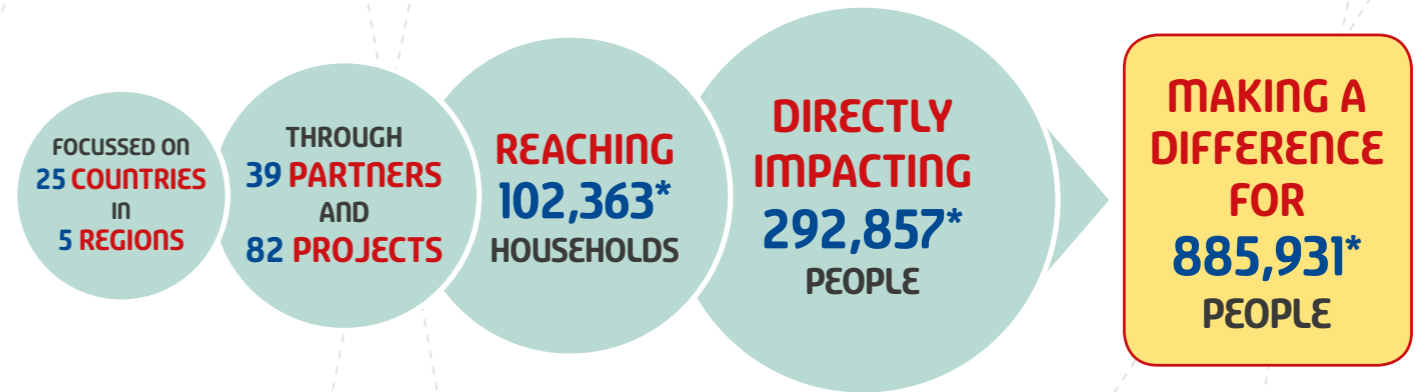 FOCUSSED ON
25 COUNTRIES
IN
5 REGIONS
THROUGH
39 PARTNERS
AND
82 PROJECTS
REACHING
102,363*
HOUSEHOLDS
DIRECTLY
IMPACTING
292,857*
PEOPLE
MAKING A
DIFFERENCE
FOR
885,931*
PEOPLE